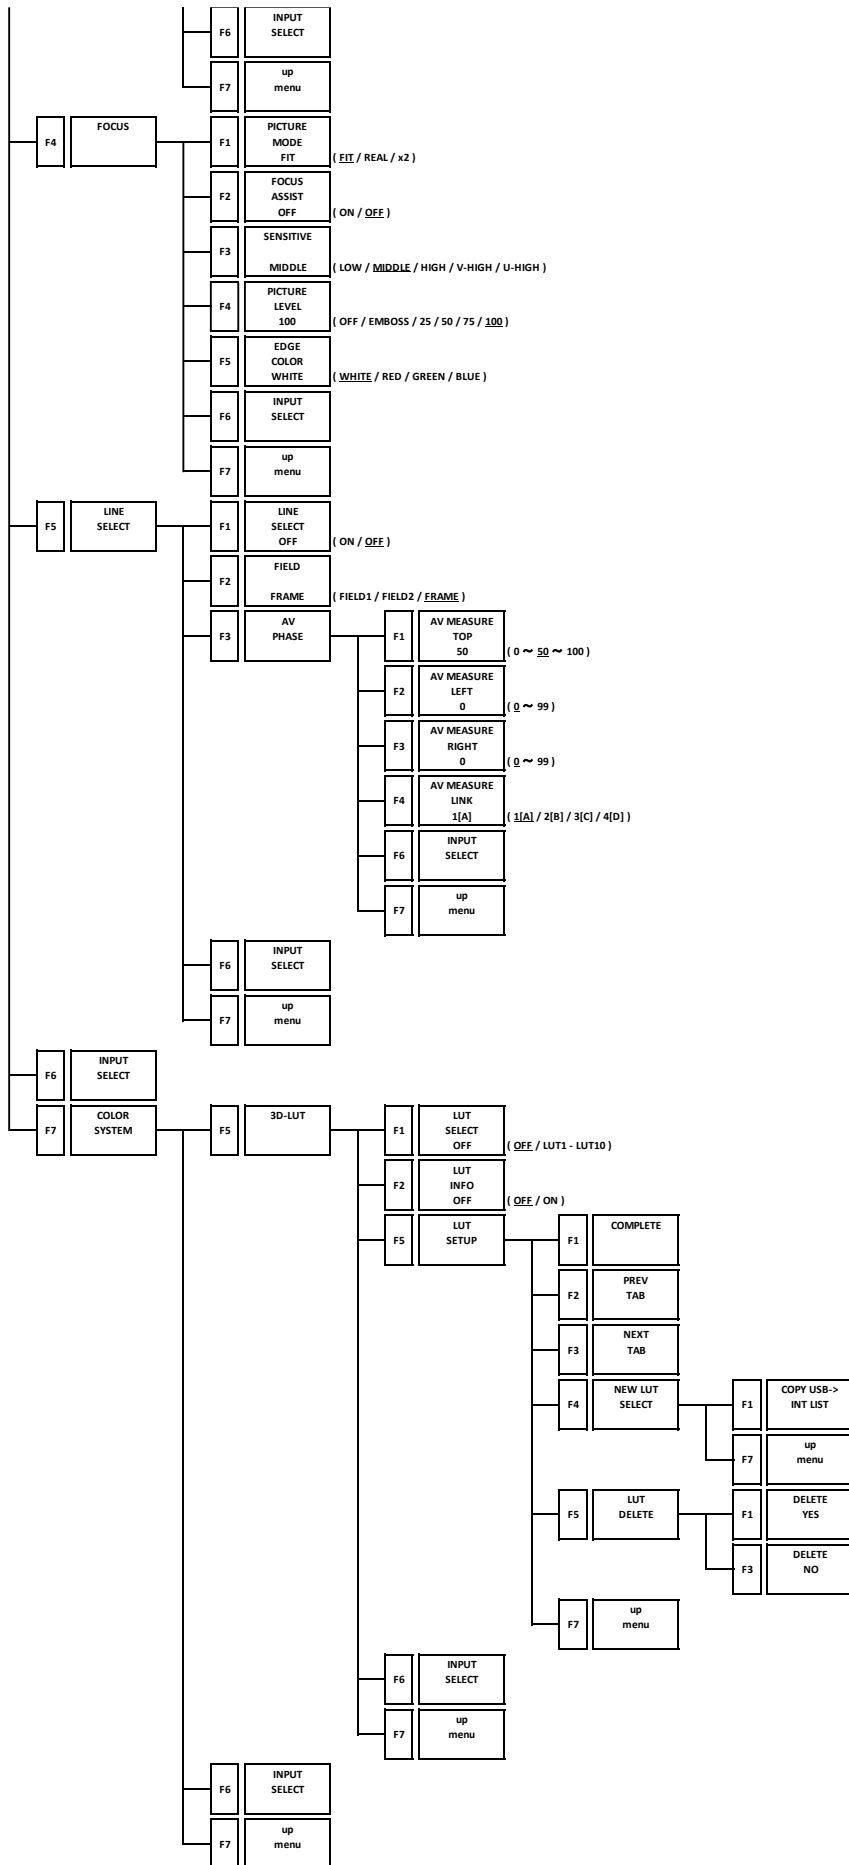 F6
INPUT
SELECT
F7
up
menu
F4
FOCUS
F1
PICTURE
MODE
FIT
( FIT / REAL / x2 )
F2
FOCUS
ASSIST
OFF
( ON / OFF )
F3
SENSITIVE
MIDDLE
( LOW / MIDDLE / HIGH / V-HIGH / U-HIGH )
F4
PICTURE
LEVEL
100
( OFF / EMBOSS / 25 / 50 / 75 / 100 )
F5
EDGE
COLOR
WHITE
( WHITE / RED / GREEN / BLUE )
F6
INPUT
SELECT
F7
up
menu
F5
LINE
SELECT
F1
LINE
SELECT
OFF
( ON / OFF )
F2
FIELD
FRAME
( FIELD1 / FIELD2 / FRAME )
F3
AV
PHASE
F1
AV MEASURE
TOP
50
( 0 ~ 50 ~ 100 )
F2
AV MEASURE
LEFT
0
( 0 ~ 99 )
F3
AV MEASURE
RIGHT
0
( 0 ~ 99 )
F4
AV MEASURE
LINK
1[A]
( 1[A] / 2[B] / 3[C] / 4[D] )
F6
INPUT
SELECT
F7
up
menu
F6
INPUT
SELECT
F7
up
menu
F6
INPUT
SELECT
F7
COLOR
SYSTEM
F5
3D-LUT
F1
LUT
SELECT
OFF
( OFF / LUT1 - LUT10 )
F2
LUT
INFO
OFF
( OFF / ON )
F5
LUT
SETUP
F1
COMPLETE
F2
PREV
TAB
F3
NEXT
TAB
F4
NEW LUT
SELECT
F1
COPY USB->
INT LIST
F7
up
menu
F5
LUT
DELETE
F1
DELETE
YES
F3
DELETE
NO
F7
up
menu
F6
INPUT
SELECT
F7
up
menu
F6
INPUT
SELECT
F7
up
menu